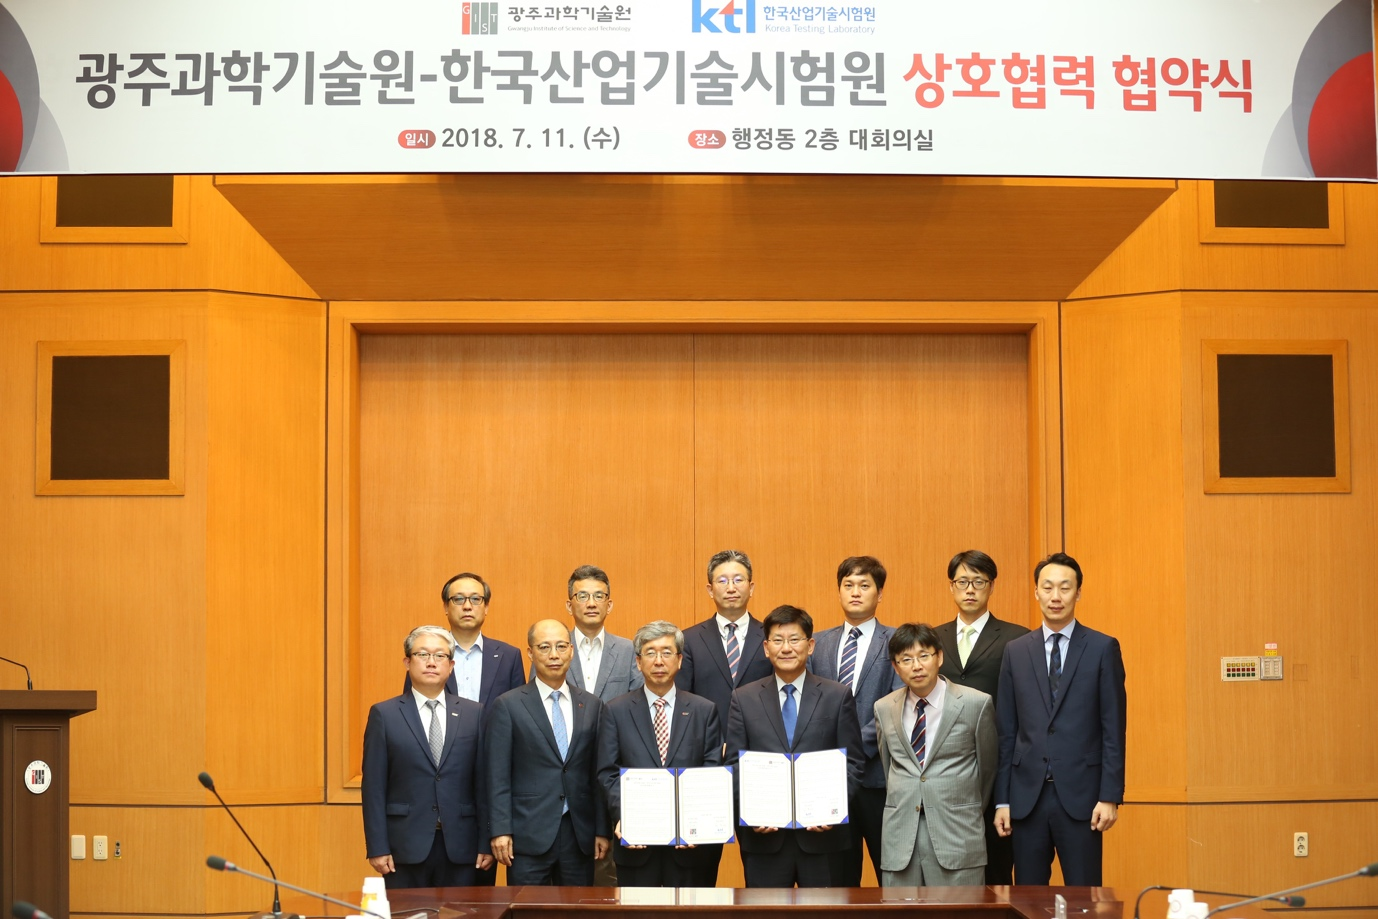 GIST 광주과학기술원 ktl 한국산업기술시험원
Gwangju Institute of Science and Technology Korea Testing Laboratory
광주과학기술원-한국산업기술시험원 상호협력 협약식
일시 2018. 7. 11. (수) 장소 행정동 2층 대회의실